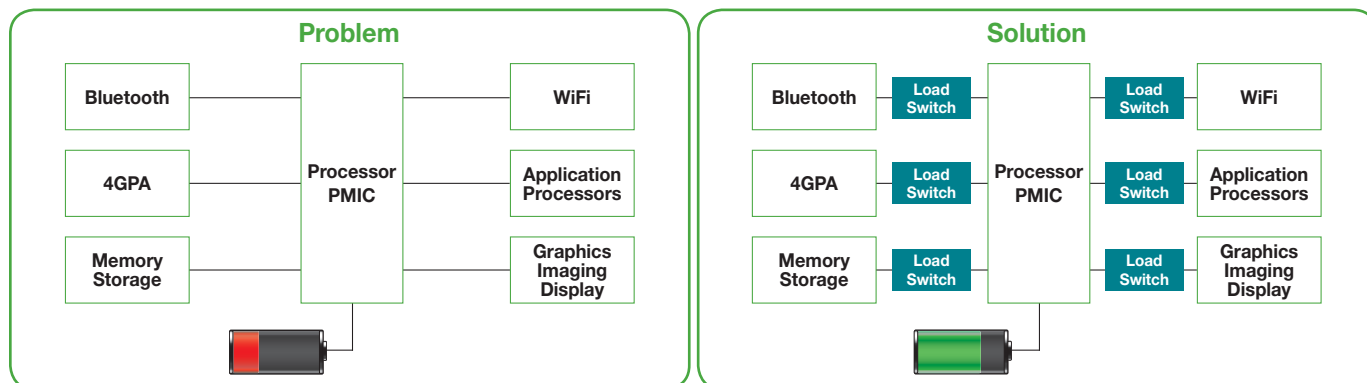 Problem
Bluetooth
4GPA
Memory
Storage
Processor
PMIC
WiFi
Application
Processors
Graphics
Imaging
Display
Solution
Bluetooth
Load
Switch
4GPA
Load
Switch
Memory
Storage
Load
Switch
Processor
PMIC
Load
Switch
WiFi
Load
Switch
Application
Processors
Load
Switch
Graphics
Imaging
Display